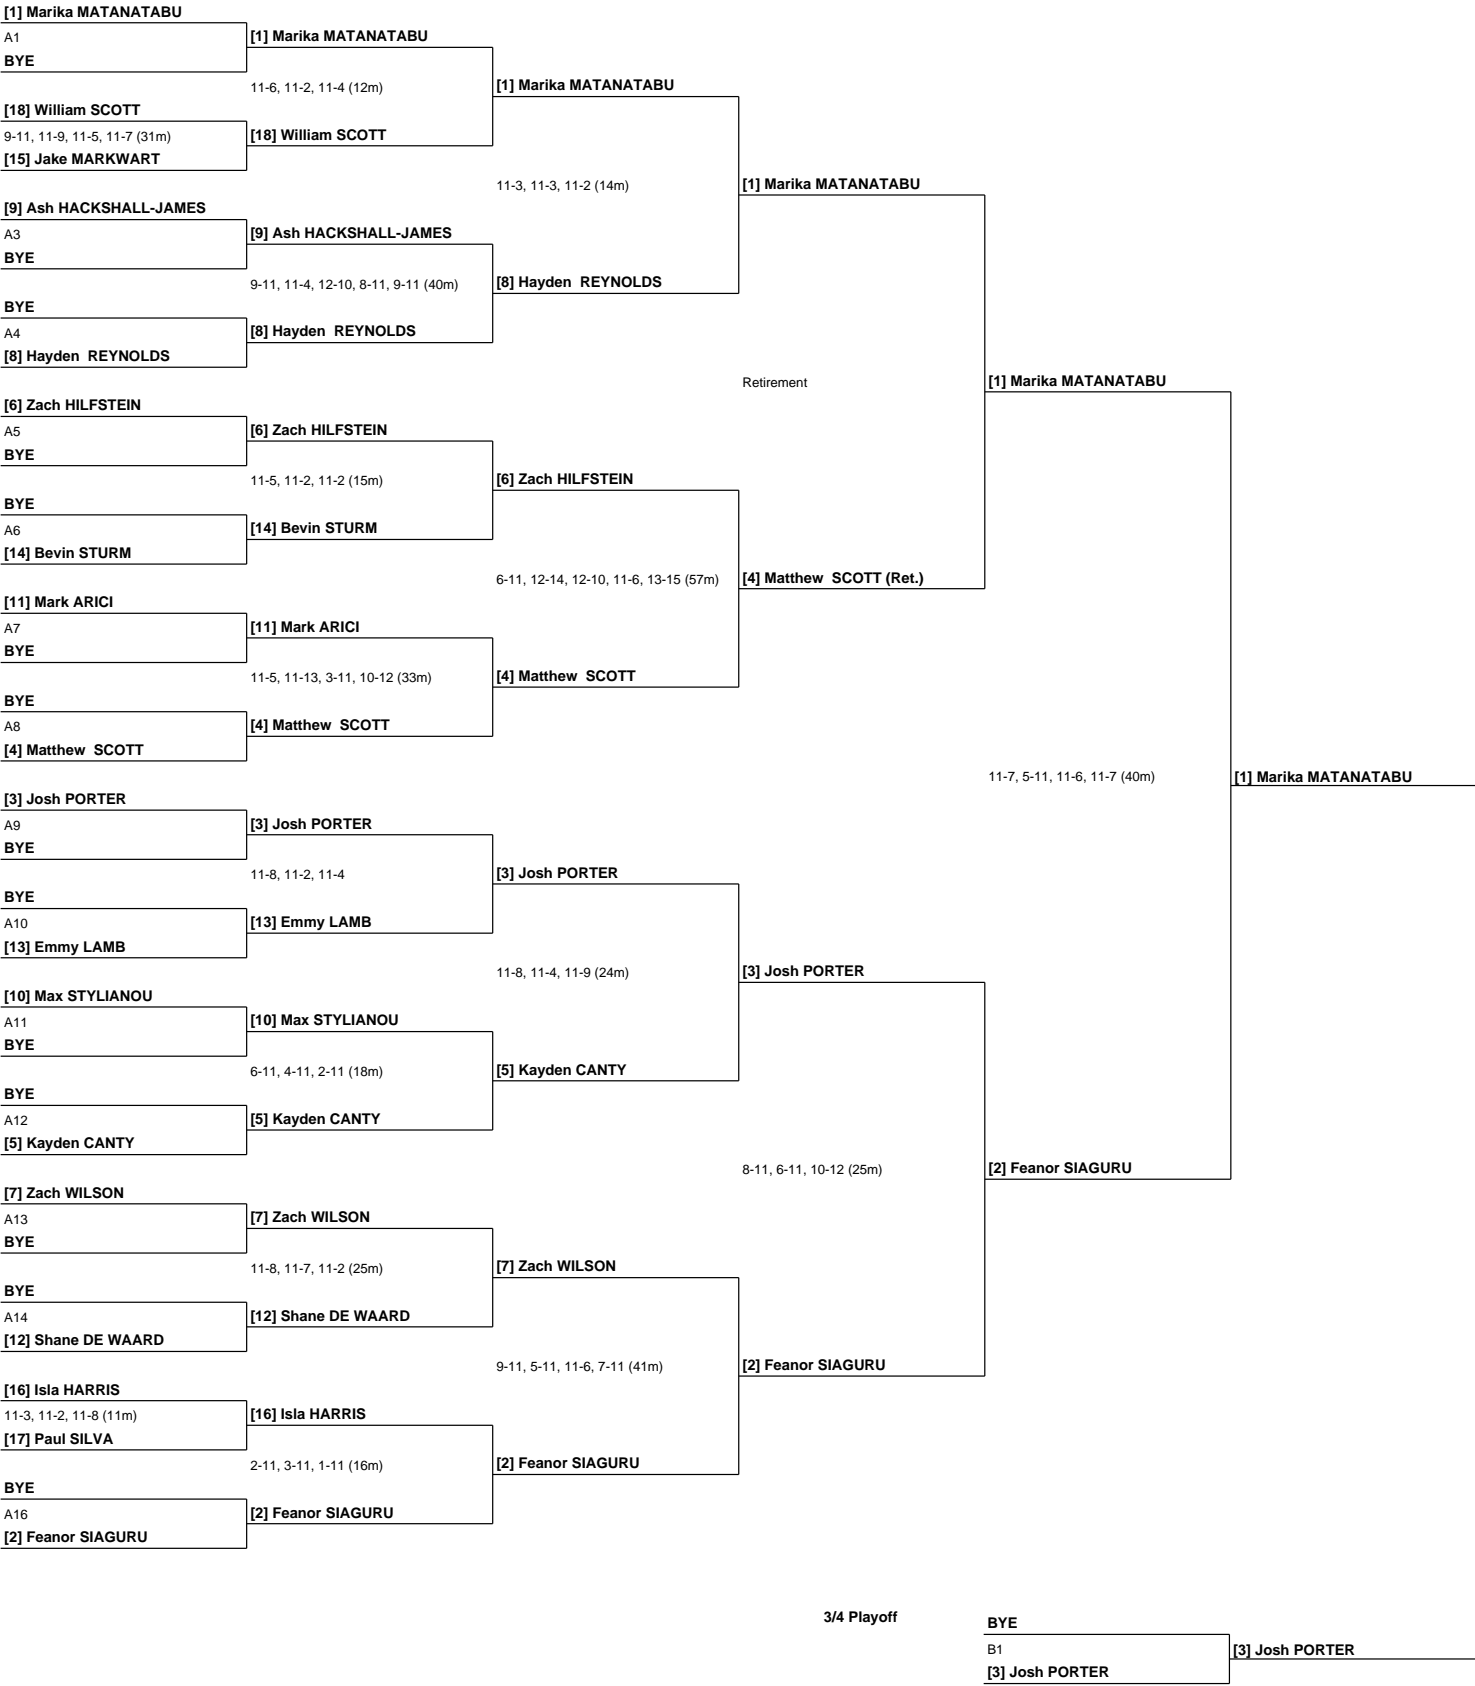 [1] Marika MATANATABU
A1
BYE
[1] Marika MATANATABU
11-6, 11-2, 11-4 (12m)
[1] Marika MATANATABU
[18] William SCOTT
9-11, 11-9, 11-5, 11-7 (31m)
[15] Jake MARKWART
[18] William SCOTT
11-3, 11-3, 11-2 (14m)
[1] Marika MATANATABU
[9] Ash HACKSHALL-JAMES
A3
BYE
[9] Ash HACKSHALL-JAMES
9-11, 11-4, 12-10, 8-11, 9-11 (40m)
[8] Hayden  REYNOLDS
BYE
A4
[8] Hayden  REYNOLDS
[8] Hayden  REYNOLDS
Retirement
[1] Marika MATANATABU
[6] Zach HILFSTEIN
A5
BYE
[6] Zach HILFSTEIN
11-5, 11-2, 11-2 (15m)
[6] Zach HILFSTEIN
BYE
A6
[14] Bevin STURM
[14] Bevin STURM
6-11, 12-14, 12-10, 11-6, 13-15 (57m)
[4] Matthew  SCOTT (Ret.)
[11] Mark ARICI
A7
BYE
[11] Mark ARICI
11-5, 11-13, 3-11, 10-12 (33m)
[4] Matthew  SCOTT
BYE
A8
[4] Matthew  SCOTT
[4] Matthew  SCOTT
11-7, 5-11, 11-6, 11-7 (40m)
[1] Marika MATANATABU
[3] Josh PORTER
A9
BYE
[3] Josh PORTER
11-8, 11-2, 11-4
[3] Josh PORTER
BYE
A10
[13] Emmy LAMB
[13] Emmy LAMB
11-8, 11-4, 11-9 (24m)
[3] Josh PORTER
[10] Max STYLIANOU
A11
BYE
[10] Max STYLIANOU
6-11, 4-11, 2-11 (18m)
[5] Kayden CANTY
BYE
A12
[5] Kayden CANTY
[5] Kayden CANTY
8-11, 6-11, 10-12 (25m)
[2] Feanor SIAGURU
[7] Zach WILSON
A13
BYE
[7] Zach WILSON
11-8, 11-7, 11-2 (25m)
[7] Zach WILSON
BYE
A14
[12] Shane DE WAARD
[12] Shane DE WAARD
9-11, 5-11, 11-6, 7-11 (41m)
[2] Feanor SIAGURU
[16] Isla HARRIS
11-3, 11-2, 11-8 (11m)
[17] Paul SILVA
[16] Isla HARRIS
2-11, 3-11, 1-11 (16m)
[2] Feanor SIAGURU
BYE
A16
[2] Feanor SIAGURU
[2] Feanor SIAGURU
3/4 Playoff
BYE
B1
[3] Josh PORTER
[3] Josh PORTER